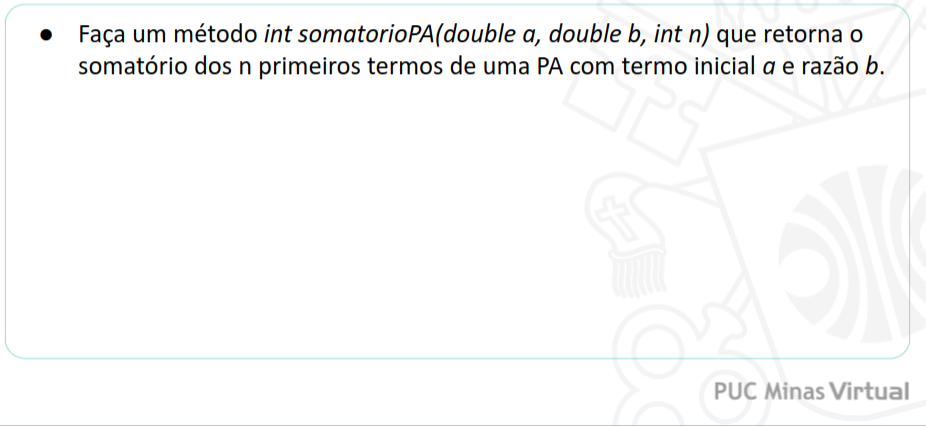 ● Faça um método int somatorioPA(double a, double b, int n) que retorna o
somatório dos n primeiros termos de uma PA com termo inicial a e razão b.
PUC Minas Virtual